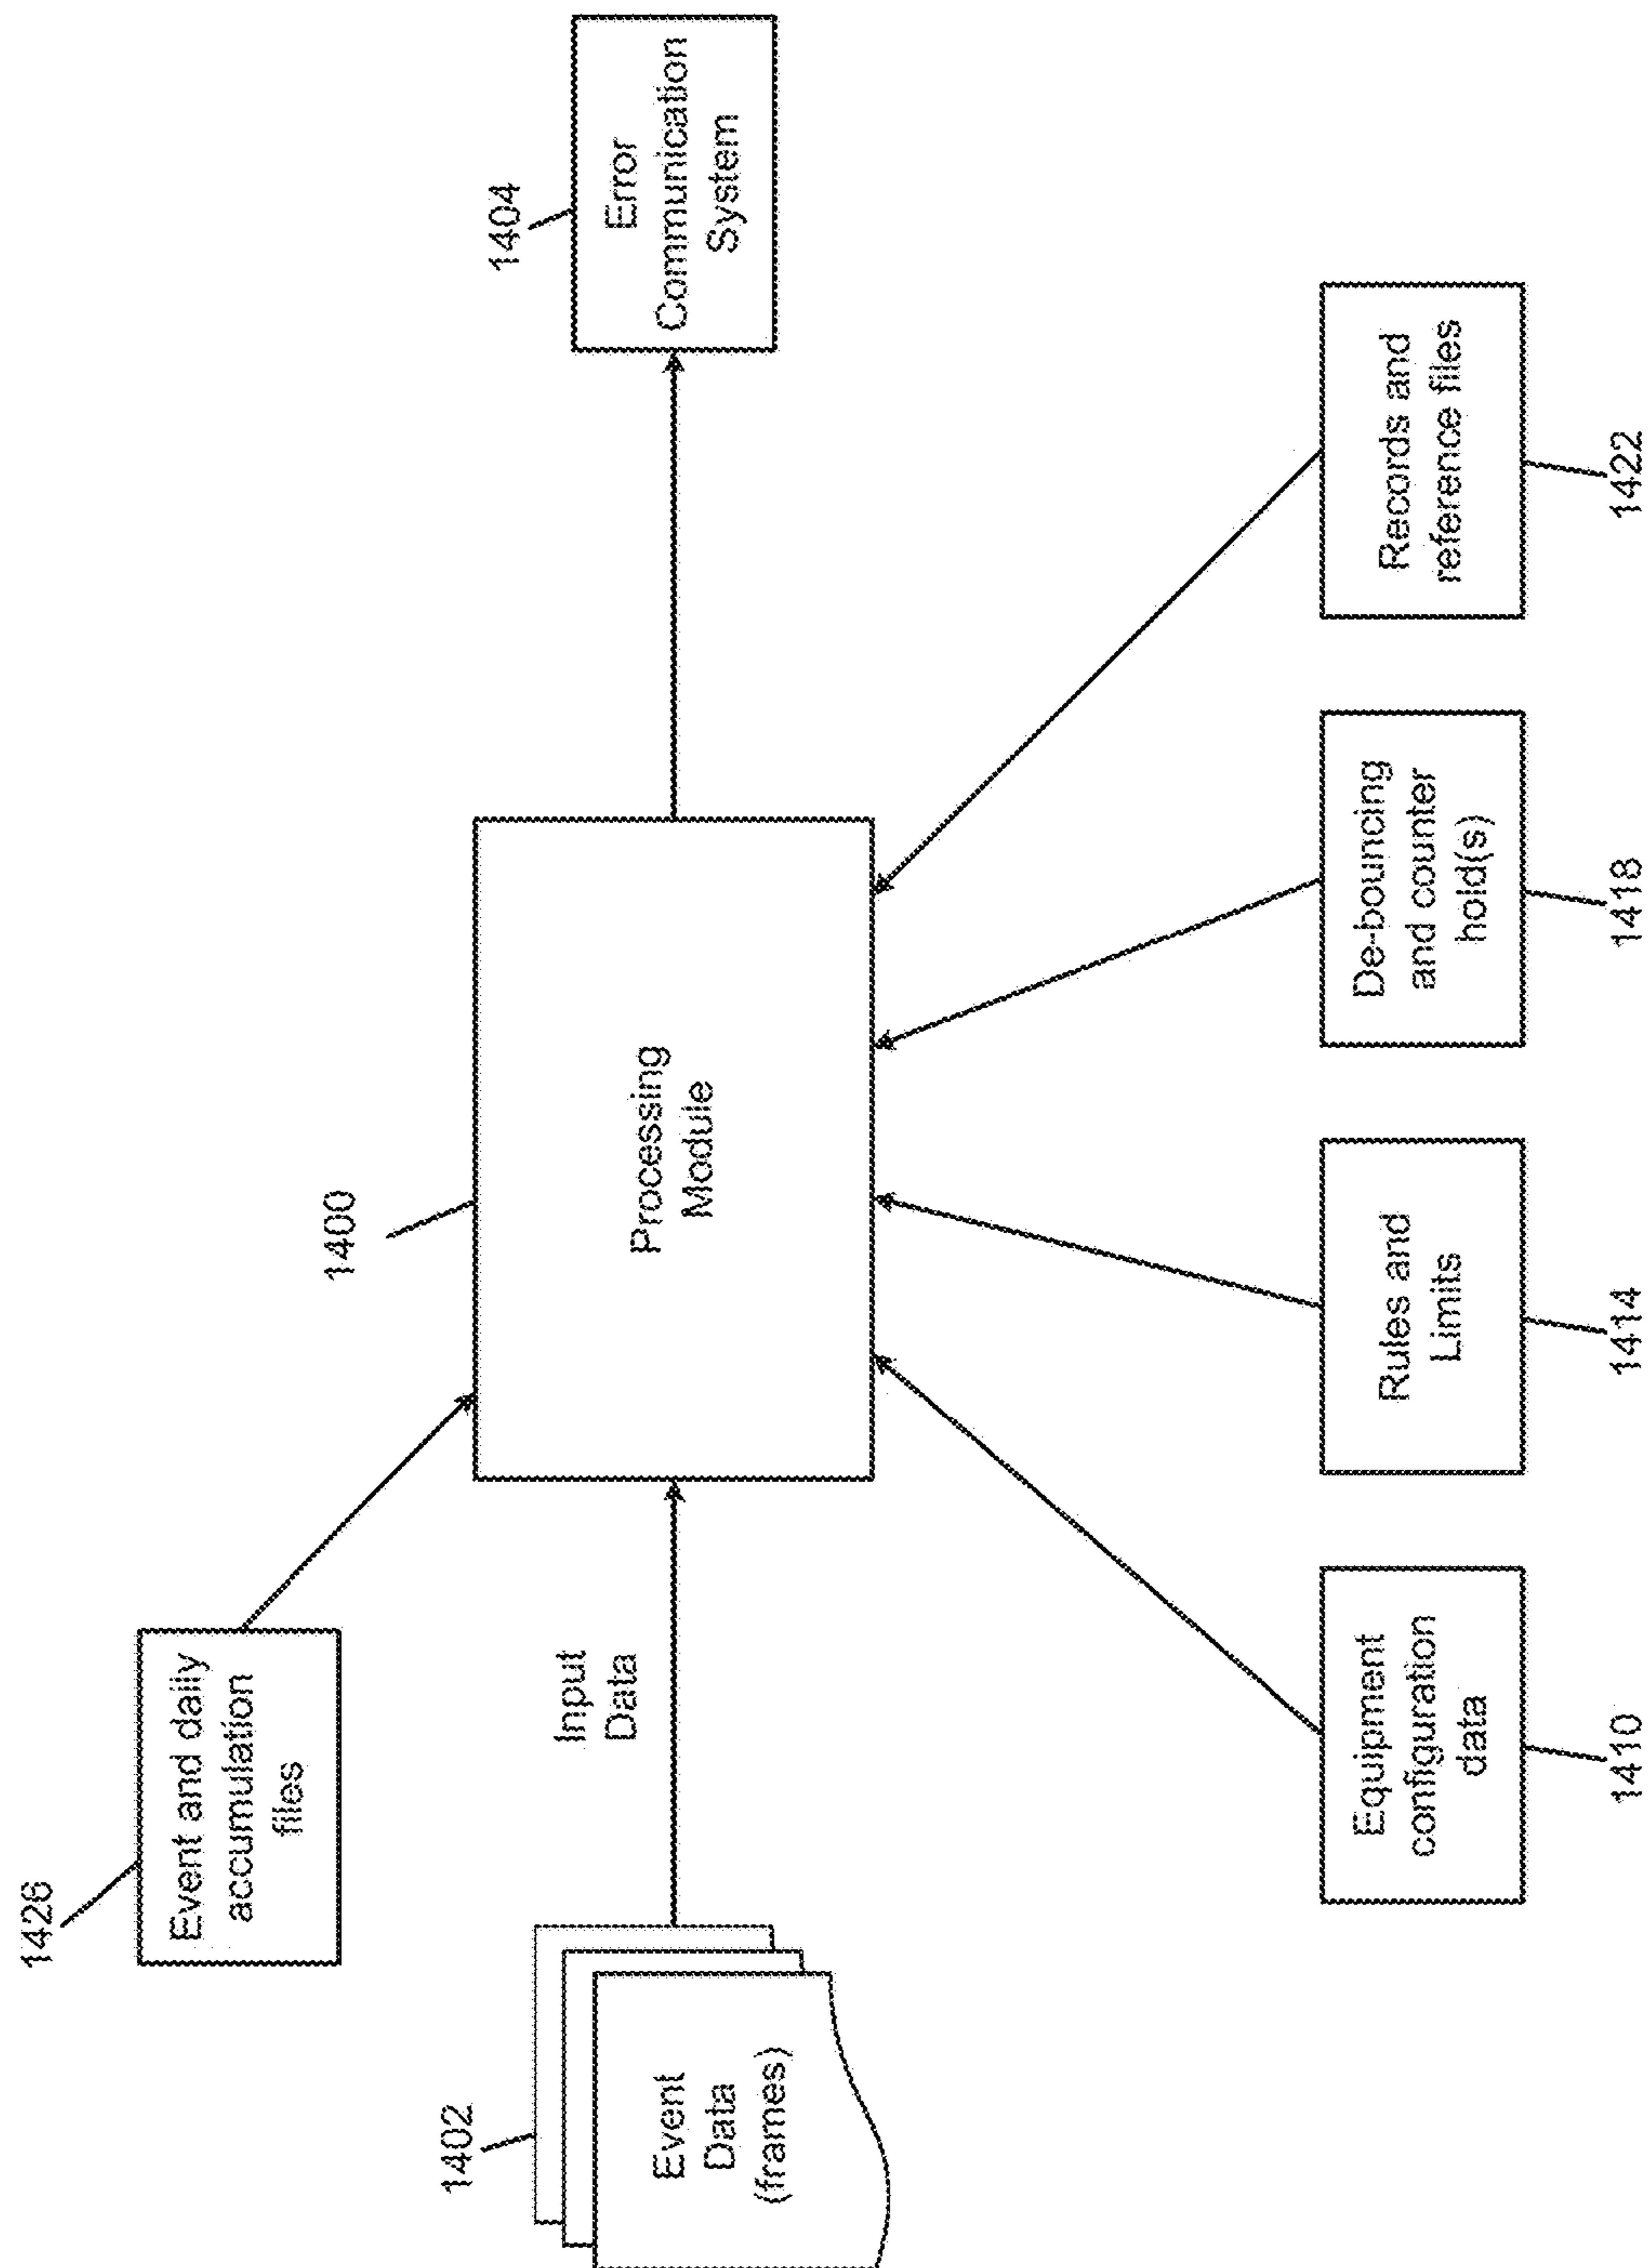 1426
Event and daily
accumulation
files
1402
Event
Data
(frames)
Input
Data
1400
Processing
Module
1404
Error
Communication
System
Equipment
configuration
data
1410
Rules and
Limits
1414
De-bouncing
and counter
hold(s)
1418
Records and
reference files
1422